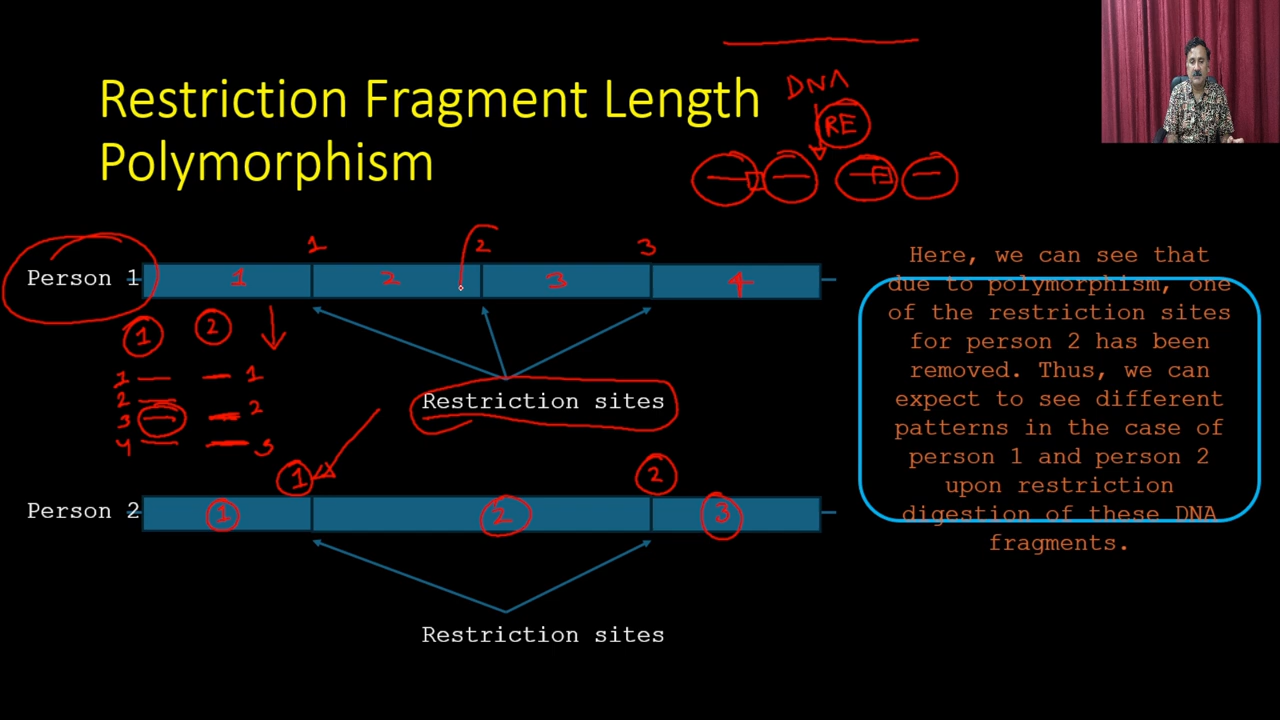 Restriction Fragment Length
Polymorphism
DNA
RE
1 2 3
Person 1
1 2 3 4
1 2
1 1
2 2
3
4 3
Restriction sites
1 2
Person 2
1 2 3
Restriction sites
Here, we can see that
due to polymorphism, one
of the restriction sites
for person 2 has been
removed. Thus, we can
expect to see different
patterns in the case of
person 1 and person 2
upon restriction
digestion of these DNA
fragments.